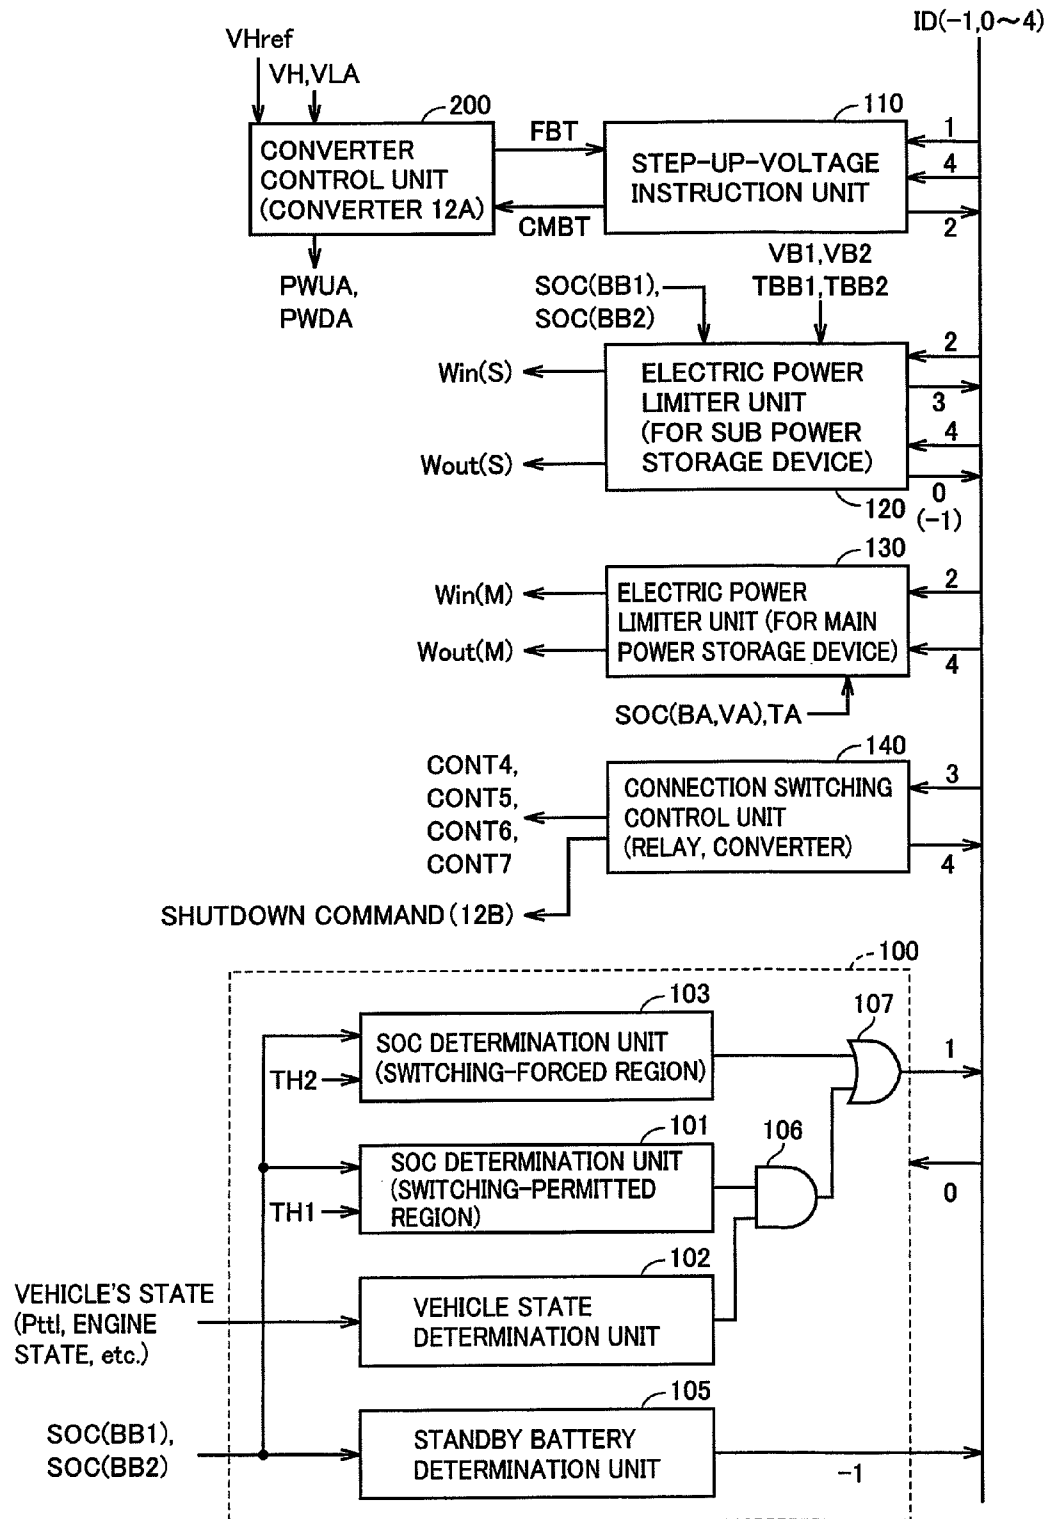 ID(-1,0～4)
VHref
VH,VLA
200
CONVERTER
CONTROL UNIT
(CONVERTER 12A)
FBT
CMBT
110
STEP-UP-VOLTAGE
INSTRUCTION UNIT
1
4
2
PWUA,
PWDA
SOC(BB1),
SOC(BB2)
VB1,VB2
TBB1,TBB2
Win(S)
Wout(S)
ELECTRIC POWER
LIMITER UNIT
(FOR SUB POWER
STORAGE DEVICE)
2
3
4
0
(-1)
120
130
Win(M)
Wout(M)
ELECTRIC POWER
LIMITER UNIT (FOR MAIN
POWER STORAGE DEVICE)
2
4
SOC(BA,VA),TA
140
CONT4,
CONT5,
CONT6,
CONT7
CONNECTION SWITCHING
CONTROL UNIT
(RELAY, CONVERTER)
3
4
SHUTDOWN COMMAND(12B)
100
103
SOC DETERMINATION UNIT
(SWITCHING-FORCED REGION)
TH2
107
1
101
SOC DETERMINATION UNIT
(SWITCHING-PERMITTED
REGION)
TH1
106
0
102
VEHICLE'S STATE
(Pttl, ENGINE
STATE, etc.)
VEHICLE STATE
DETERMINATION UNIT
105
SOC(BB1),
SOC(BB2)
STANDBY BATTERY
DETERMINATION UNIT
-1